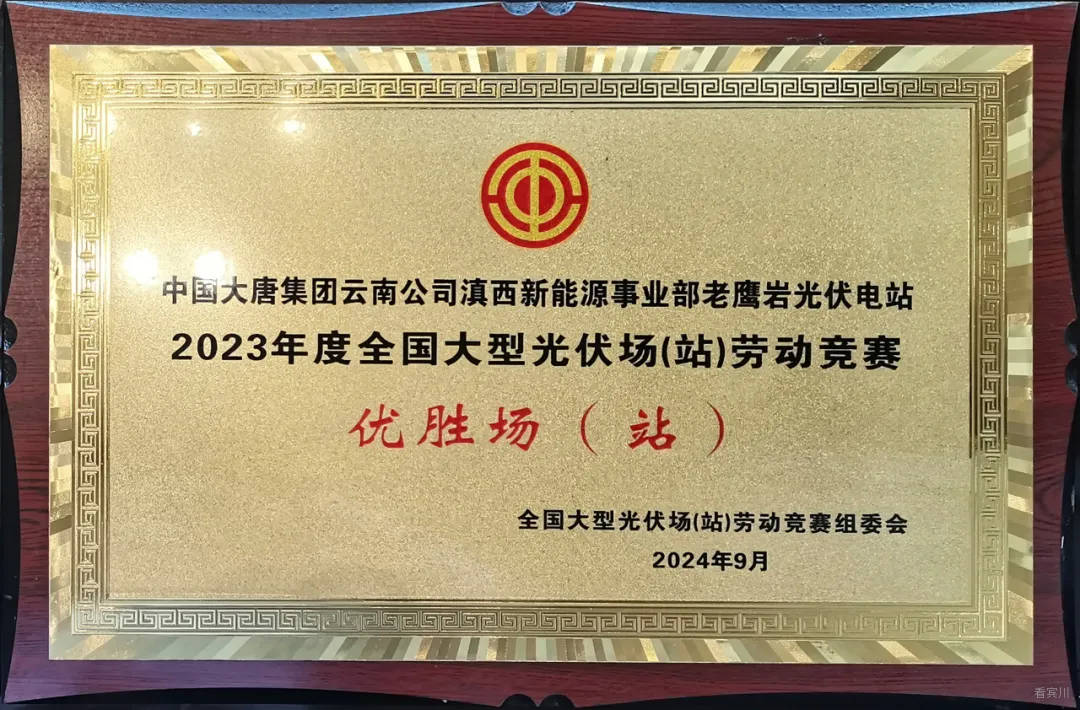 中国大唐集团云南公司滇西新能源事业部老鹰岩光伏电站
2023年度全国大型光伏场(站)劳动竞赛
优胜场（站）
全国大型光伏场(站)劳动竞赛组委会
2024年9月
看宾川